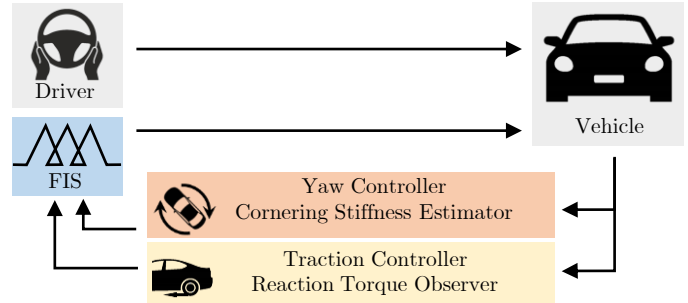 Driver
Vehicle
FIS
Yaw Controller
Cornering Stiffness Estimator
Traction Controller
Reaction Torque Observer